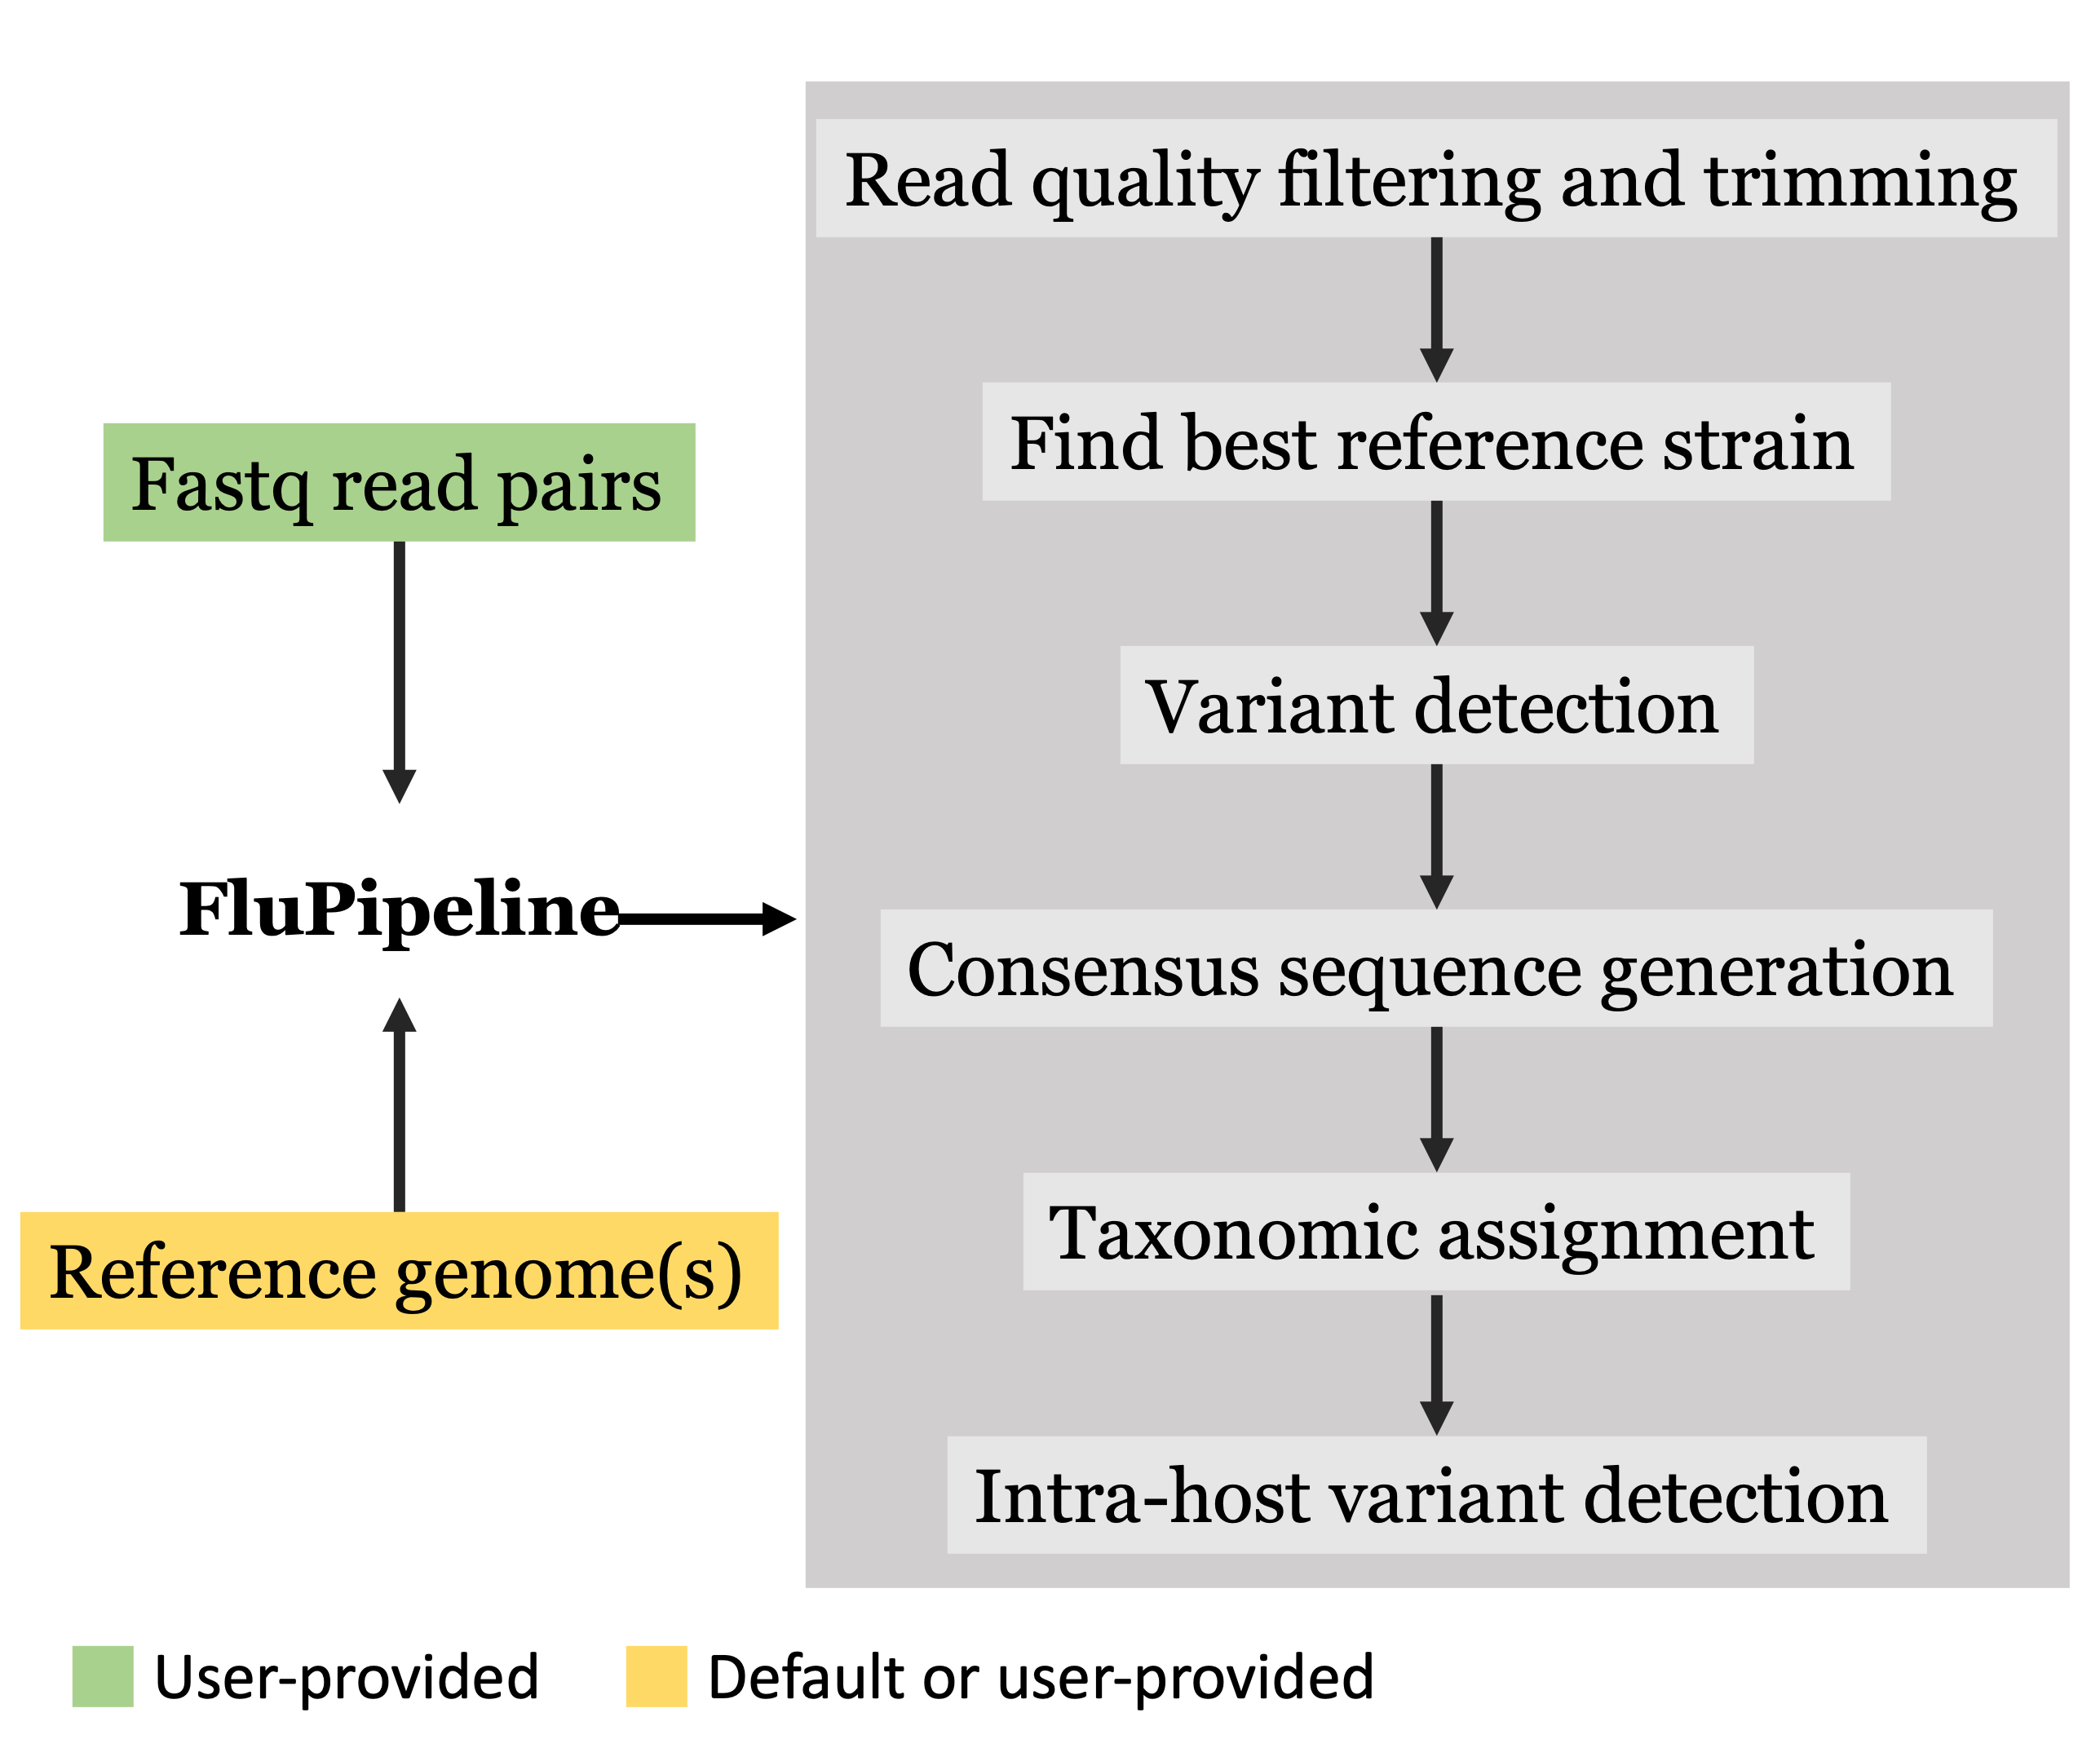 Fastq read pairs
FluPipeline
Reference genome(s)
Read quality filtering and trimming
Find best reference strain
Variant detection
Consensus sequence generation
Taxonomic assignment
Intra-host variant detection
User-provided
Default or user-provided